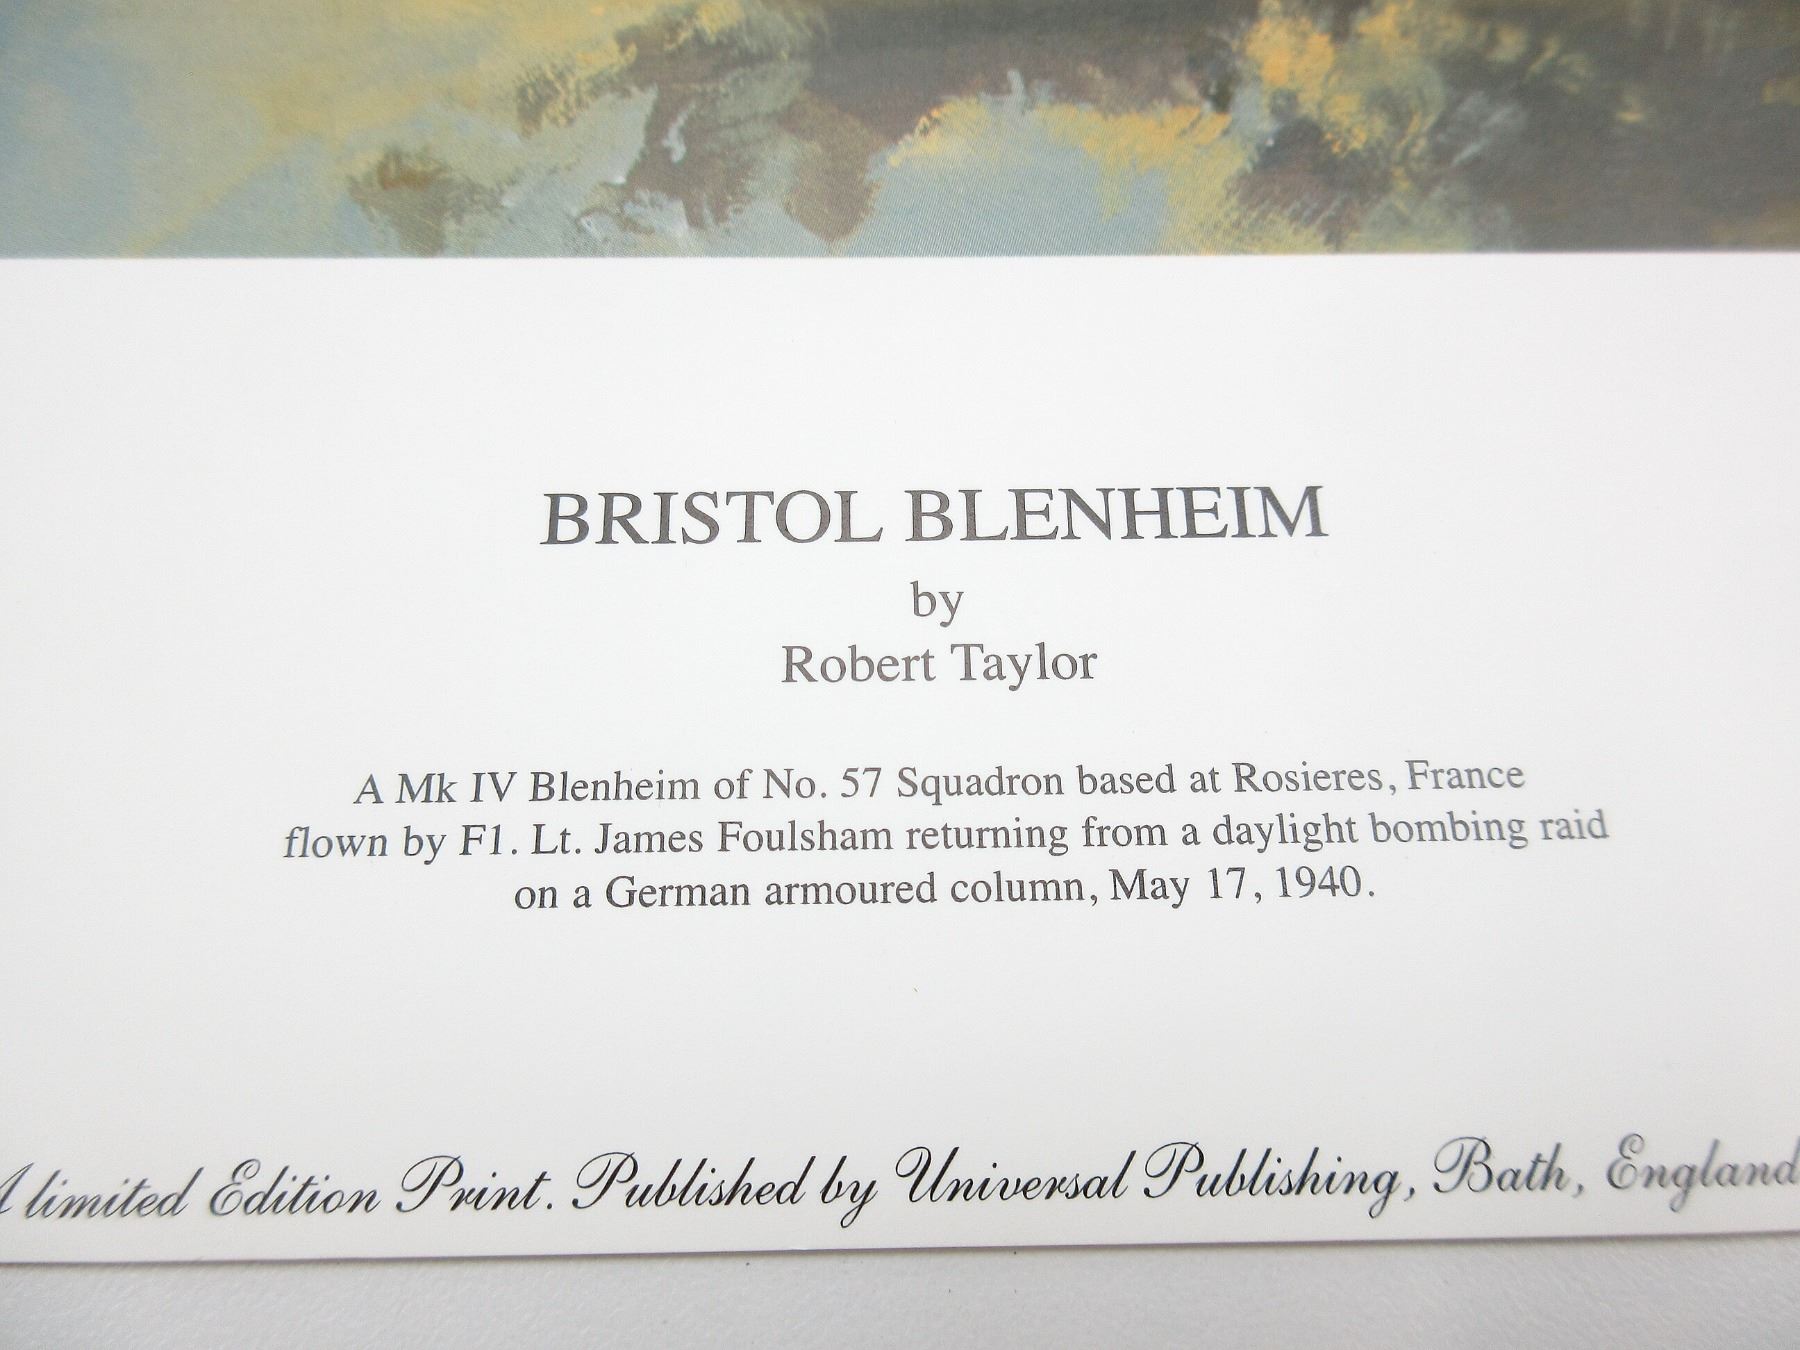 BRISTOL BLENHEIM
by
Robert Taylor
A Mk IV Blenheim of No. 57 Squadron based at Rosieres, France
flown by F1. Lt. James Foulsham returning from a daylight bombing raid
on a German armoured column, May 17, 1940.
A limited Edition Print. Published by Universal Publishing, Bath, England